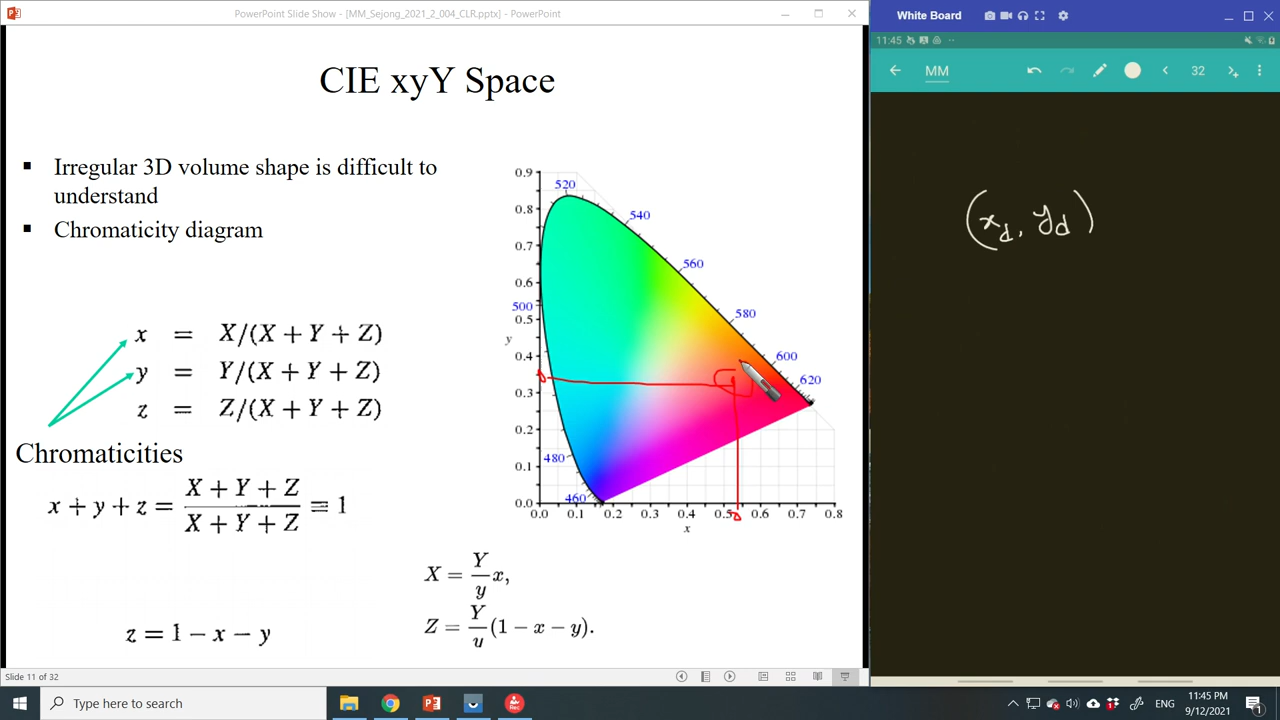 PowerPoint Slide Show - [MM_Sejong_2021_2_004_CLR.pptx] - PowerPoint
White Board
11:45
MM
32
CIE xyY Space
▪ Irregular 3D volume shape is difficult to
understand
▪ Chromaticity diagram
x = X/(X + Y + Z)
y = Y/(X + Y + Z)
z = Z/(X + Y + Z)
Chromaticities
x + y + z = (X + Y + Z)/(X + Y + Z) ≡ 1
z = 1 − x − y
0.9
0.8
0.7
0.6
0.5
y
0.4
0.3
0.2
0.1
0.0
520
540
560
500
580
600
620
480
460
0.0 0.1 0.2 0.3 0.4 0.5 0.6 0.7 0.8
x
X = Y/y x,
Z = Y/y (1 − x − y).
(x_d, y_d)
Slide 11 of 32
Type here to search
ENG
11:45 PM
9/12/2021
1